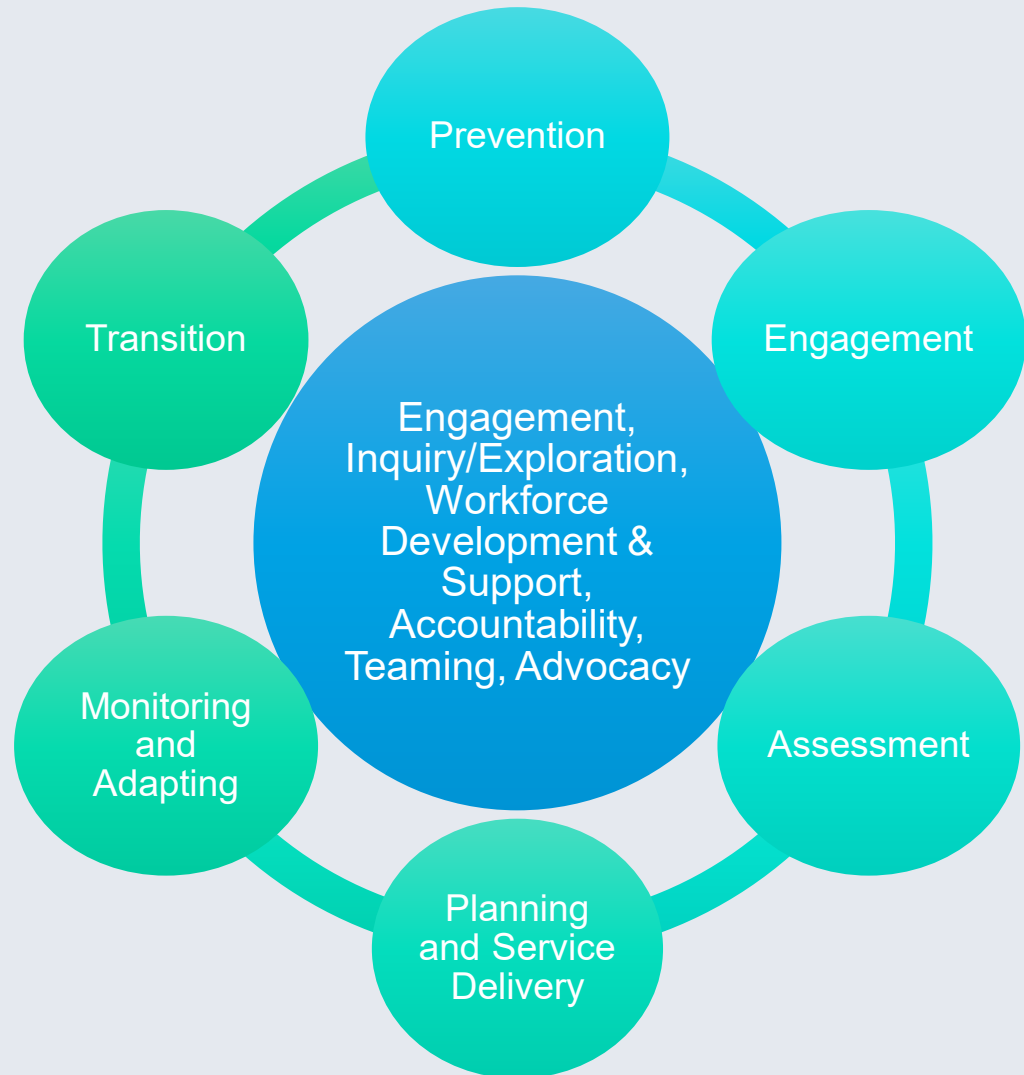 Prevention
Engagement
Engagement,
Inquiry/Exploration,
Workforce
Development &
Support,
Accountability,
Teaming, Advocacy
Assessment
Planning
and Service
Delivery
Monitoring
and
Adapting
Transition